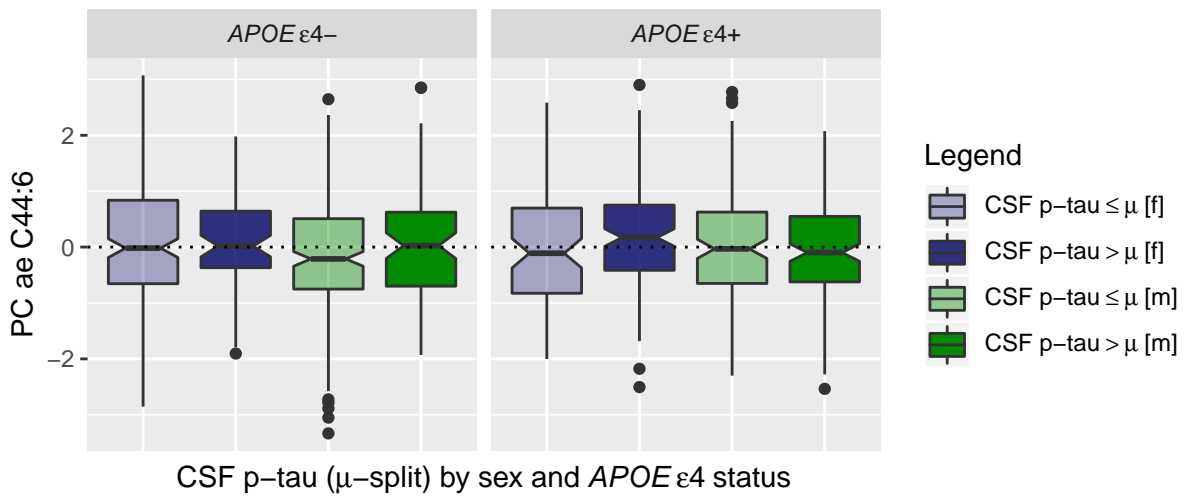 APOE ε4− APOE ε4+
PC ae C44:6
2
0
−2
CSF p−tau (μ−split) by sex and APOE ε4 status
Legend
CSF p−tau ≤ μ [f]
CSF p−tau > μ [f]
CSF p−tau ≤ μ [m]
CSF p−tau > μ [m]